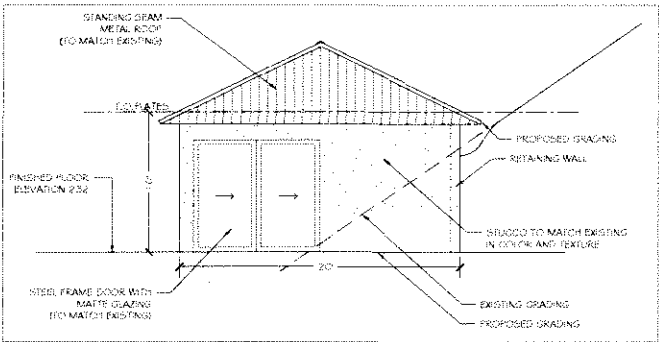 STANDING SEAM
METAL ROOF
(TO MATCH EXISTING)
T.O. PLATES
PROPOSED GRADING
RETAINING WALL
FINISHED FLOOR
ELEVATION 232
STUCCO TO MATCH EXISTING
IN COLOR AND TEXTURE
20
STEEL FRAME DOOR WITH
MATTE GLAZING
(TO MATCH EXISTING)
EXISTING GRADING
PROPOSED GRADING